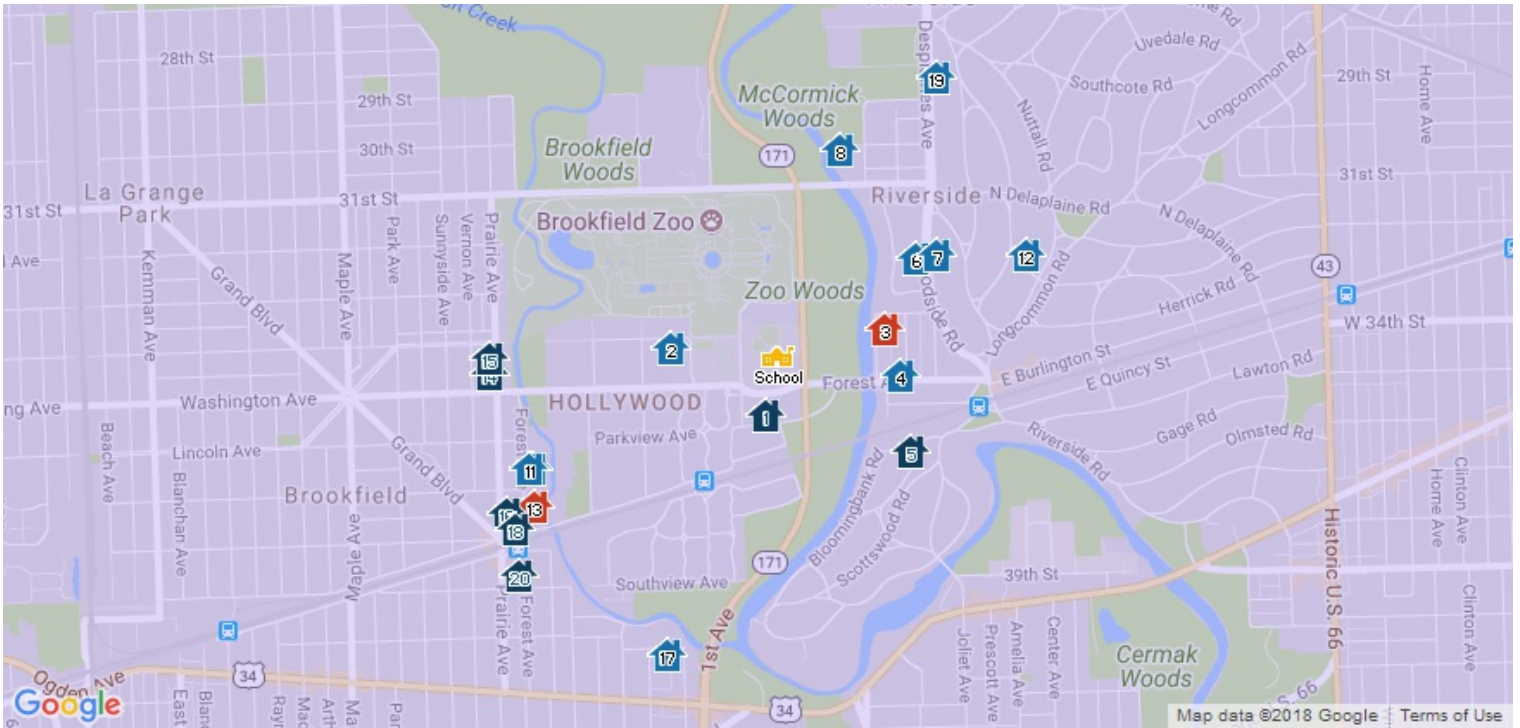 Salt Creek
28th St
29th St
30th St
La Grange
Park
31st St
31st St
Brookfield
Woods
McCormick
Woods
171
8
19
Desplaines Ave
Uvedale Rd
Southcote Rd
Nuttall Rd
Longcommon Rd
29th St
Home Ave
31st St
Riverside
N Delaplaine Rd
N Delaplaine Rd
Brookfield Zoo
Park Ave
Sunnyside Ave
Vernon Ave
Prairie Ave
Kemman Ave
Grand Blvd
Maple Ave
Zoo Woods
6
7
12
Woodside Rd
Longcommon Rd
43
Herrick Rd
W 34th St
15
14
2
School
3
4
Forest
E Burlington St
E Quincy St
Lawton Rd
Washington Ave
HOLLYWOOD
1
Parkview Ave
Lincoln Ave
Forest
Beach Ave
Blanchan Ave
Grand Blvd
Brookfield
11
13
18
20
5
Riverside Rd
Gage Rd
Olmsted Rd
Bloomingbank Rd
Scottswood Rd
Clinton Ave
Home Ave
Historic U.S. 66
Maple Ave
171
Southview Ave
39th St
Prairie Ave
Forest Ave
17
1st Ave
Joliet Ave
Prescott Ave
Amelia Ave
Center Ave
Cermak
Woods
Clinton Ave
Ogden Ave
34
34
East
Google
Map data ©2018 Google
Terms of Use